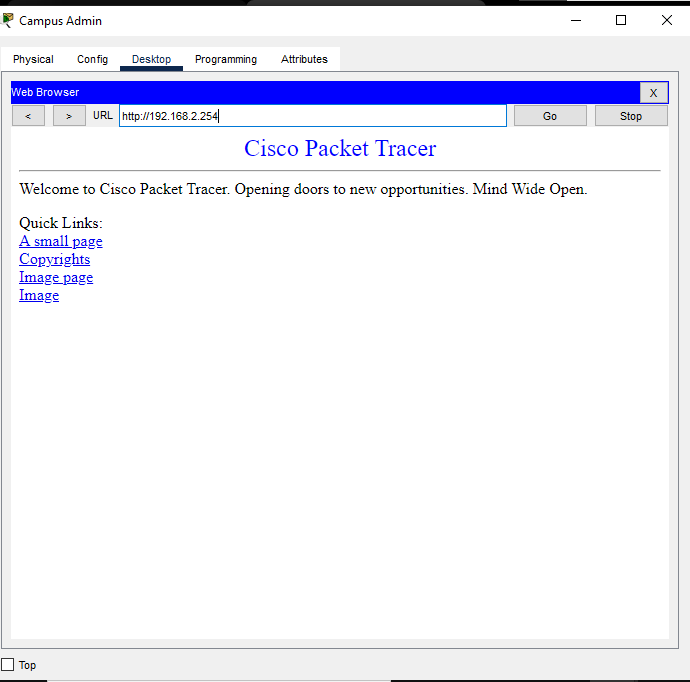 Campus Admin
Physical Config Desktop Programming Attributes
Web Browser X
< > URL http://192.168.2.254 Go Stop
Cisco Packet Tracer
Welcome to Cisco Packet Tracer. Opening doors to new opportunities. Mind Wide Open.
Quick Links:
A small page
Copyrights
Image page
Image
Top